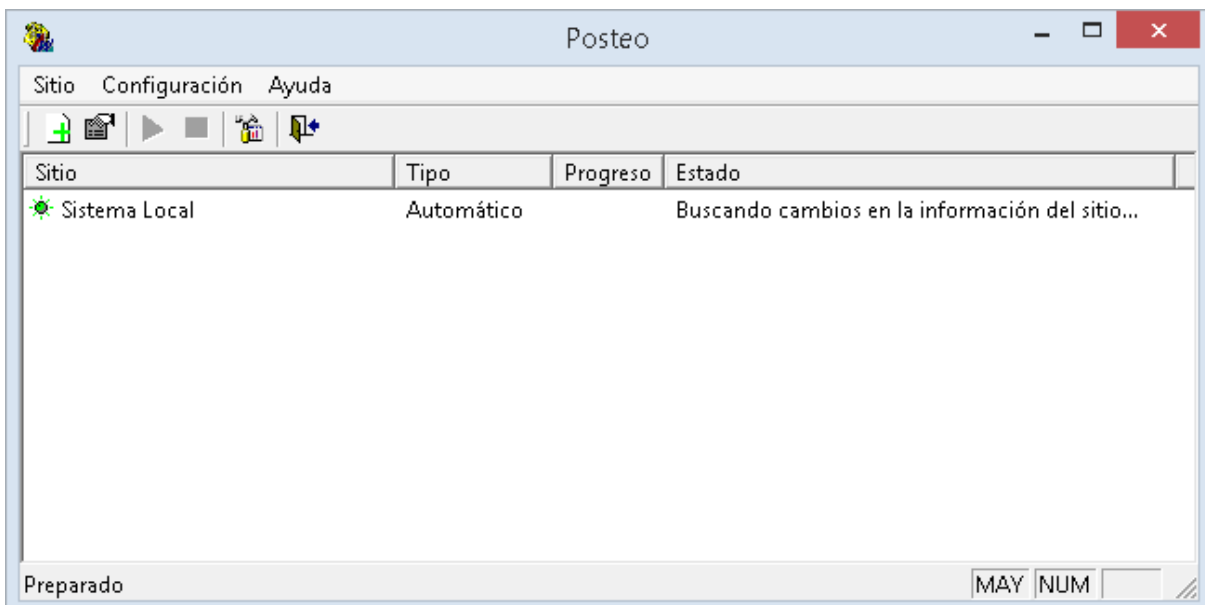 Posteo
Sitio Configuración Ayuda
Sitio Tipo Progreso Estado
Sistema Local Automático Buscando cambios en la información del sitio...
Preparado MAY NUM